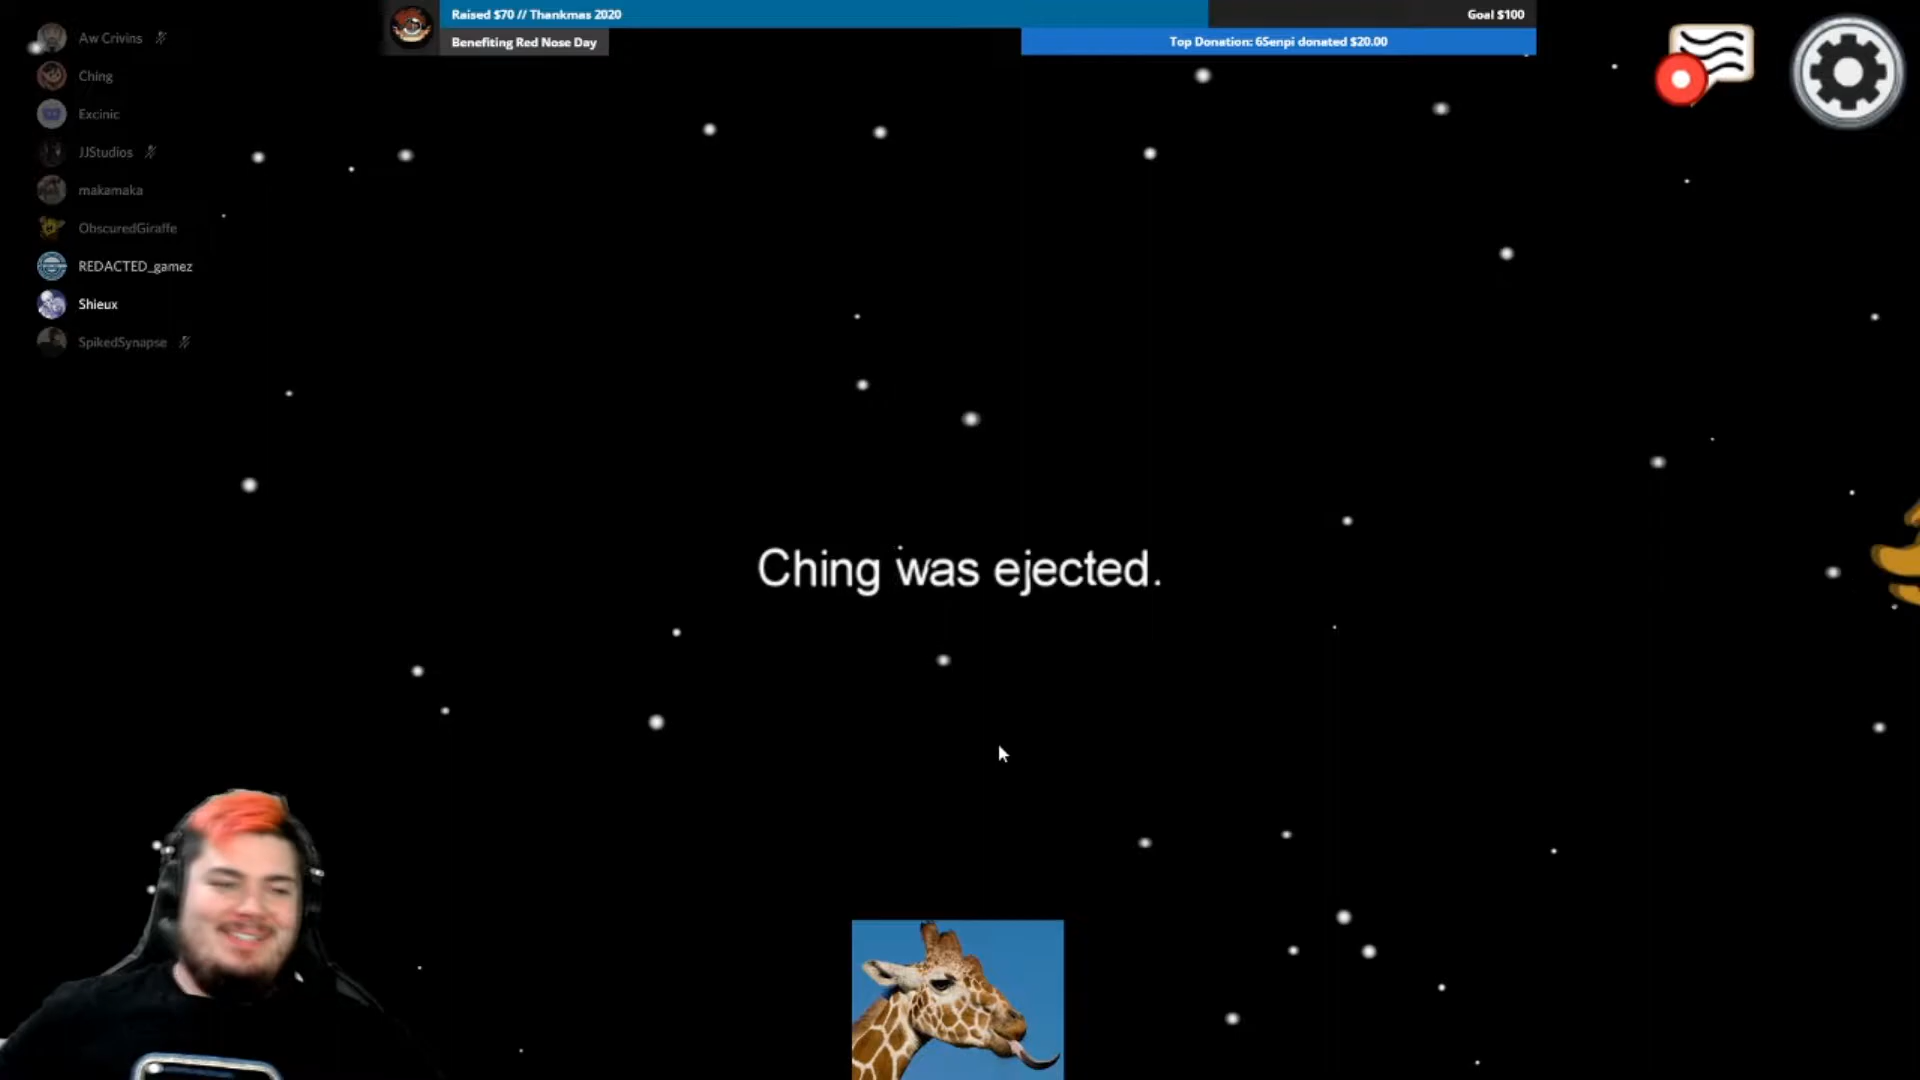 Raised $70 // Thankmas 2020
Goal $100
Benefiting Red Nose Day
Top Donation: 6Senpi donated $20.00
Aw Crivins
Ching
Excinic
JJStudios
makamaka
ObscuredGiraffe
REDACTED_gamez
Shieux
SpikedSynapse
Ching was ejected.